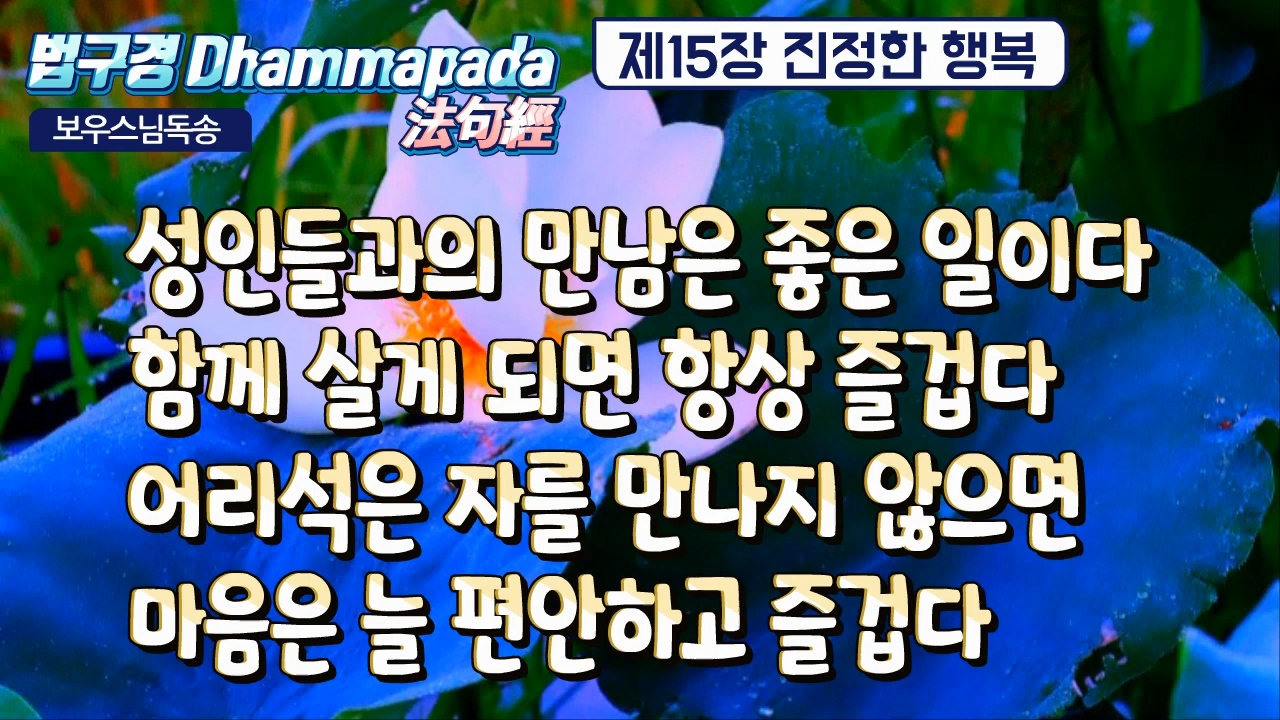 법구경 Dhammapada
法句經
보우스님독송
제15장 진정한 행복
성인들과의 만남은 좋은 일이다
함께 살게 되면 항상 즐겁다
어리석은 자를 만나지 않으면
마음은 늘 편안하고 즐겁다